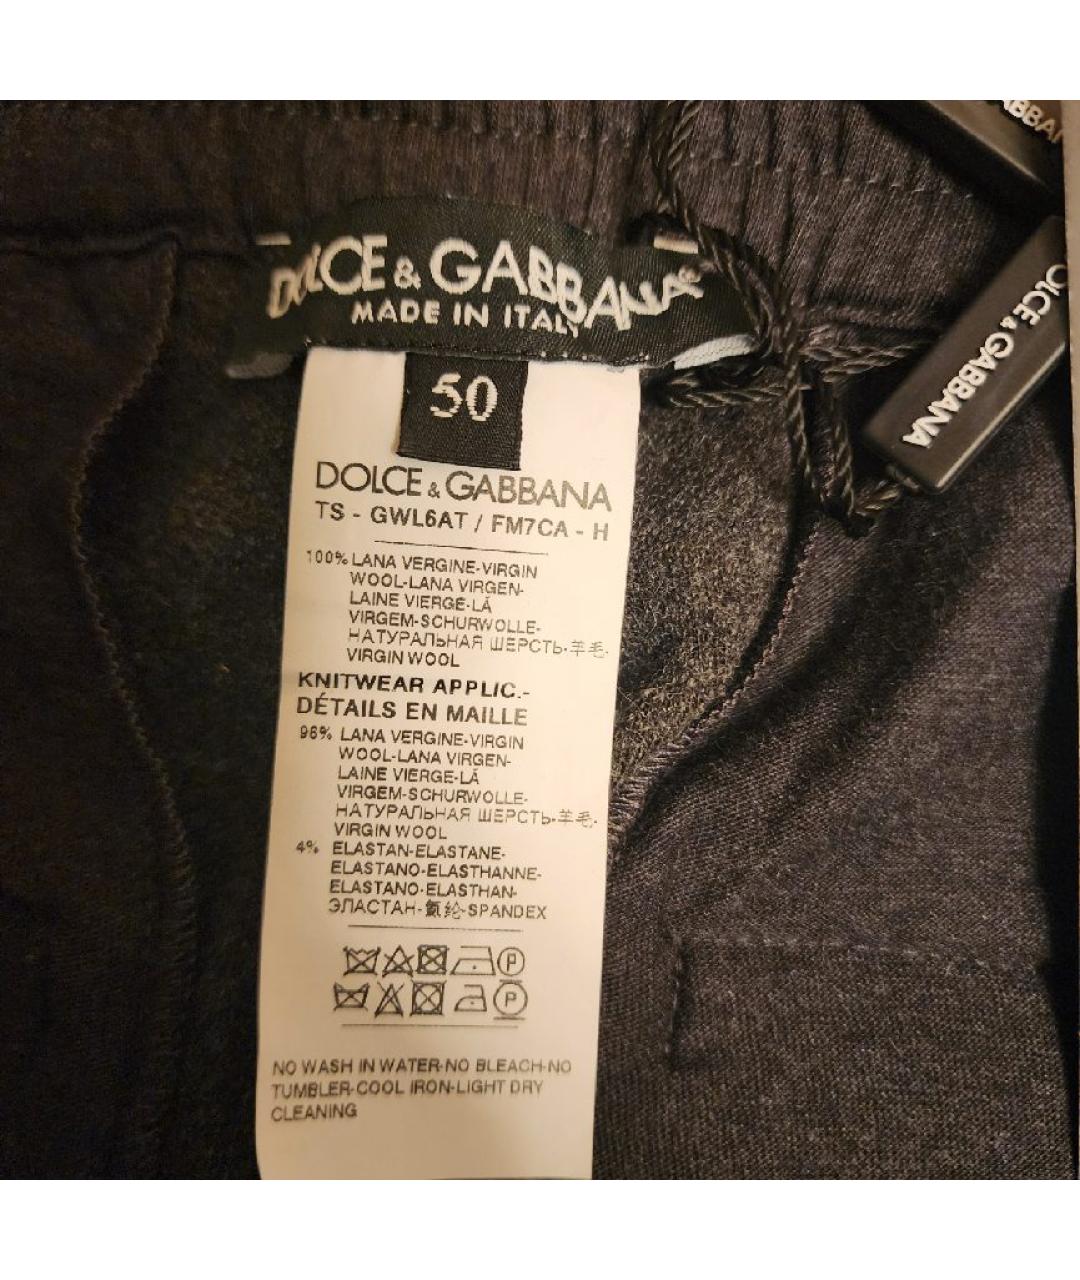 ABBA
DOLCE & GABBANA
MADE IN ITALY
OLCE & GABBANA
50
DOLCE & GABBANA
TS - GWL6AT / FM7CA - H
100% LANA VERGINE-VIRGIN
WOOL-LANA VIRGEN-
LAINE VIERGE-LÃ
VIRGEM-SCHURWOLLE-
НАТУРАЛЬНАЯ ШЕРСТЬ-羊毛-
VIRGIN WOOL
KNITWEAR APPLIC.-
DÉTAILS EN MAILLE
96% LANA VERGINE-VIRGIN
WOOL-LANA VIRGEN-
LAINE VIERGE-LÃ
VIRGEM-SCHURWOLLE-
НАТУРАЛЬНАЯ ШЕРСТЬ-羊毛-
VIRGIN WOOL
4% ELASTAN-ELASTANE-
ELASTANO-ELASTHANNE-
ELASTANO-ELASTHAN-
ЭЛАСТАН-氨纶-SPANDEX
P
P
NO WASH IN WATER-NO BLEACH-NO
TUMBLER-COOL IRON-LIGHT DRY
CLEANING